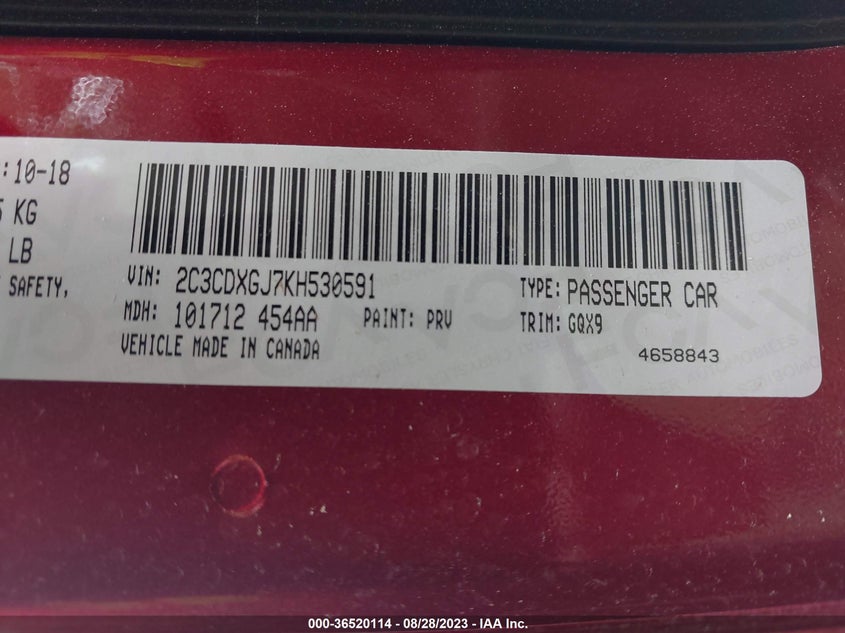 :10-18
KG
LB
SAFETY,
VIN: 2C3CDXGJ7KH530591
TYPE: PASSENGER CAR
MDH: 101712 454AA PAINT: PRV
TRIM: GQX9
VEHICLE MADE IN CANADA
4658843
000-36520114 - 08/28/2023 - IAA Inc.